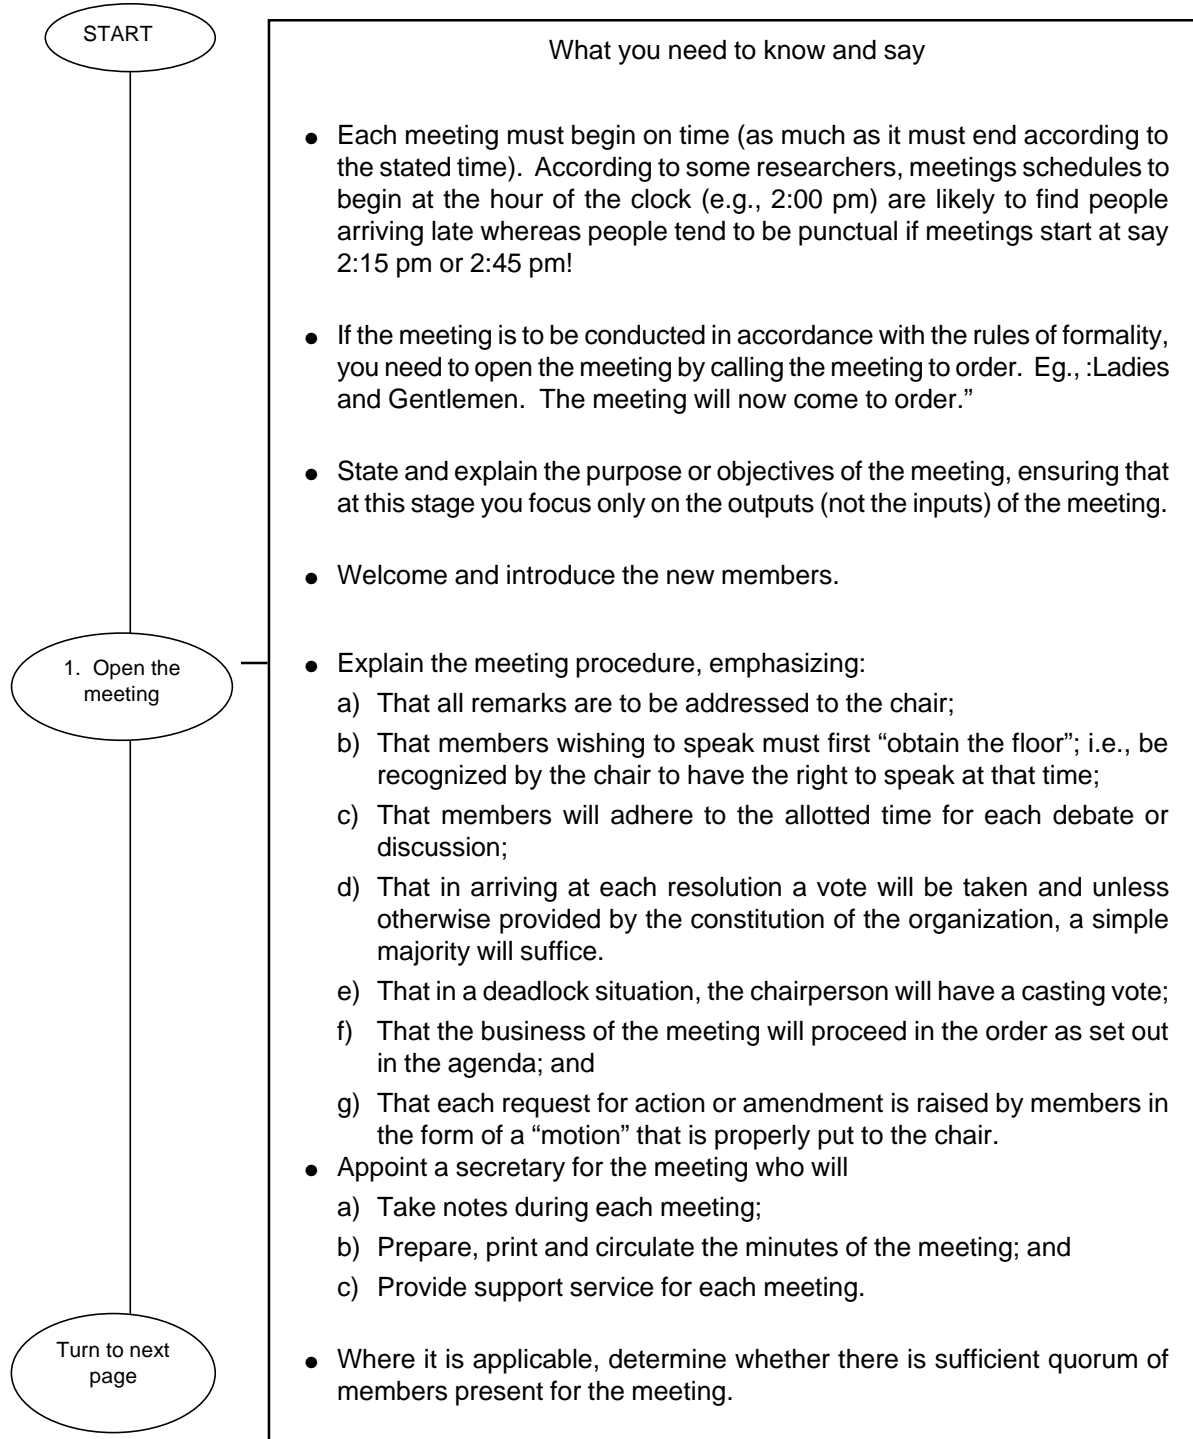 START
What you need to know and say
● Each meeting must begin on time (as much as it must end according to
the stated time). According to some researchers, meetings schedules to
begin at the hour of the clock (e.g., 2:00 pm) are likely to find people
arriving late whereas people tend to be punctual if meetings start at say
2:15 pm or 2:45 pm!
● If the meeting is to be conducted in accordance with the rules of formality,
you need to open the meeting by calling the meeting to order. Eg., :Ladies
and Gentlemen. The meeting will now come to order.”
● State and explain the purpose or objectives of the meeting, ensuring that
at this stage you focus only on the outputs (not the inputs) of the meeting.
● Welcome and introduce the new members.
1. Open the
meeting
● Explain the meeting procedure, emphasizing:
a) That all remarks are to be addressed to the chair;
b) That members wishing to speak must first “obtain the floor”; i.e., be
recognized by the chair to have the right to speak at that time;
c) That members will adhere to the allotted time for each debate or
discussion;
d) That in arriving at each resolution a vote will be taken and unless
otherwise provided by the constitution of the organization, a simple
majority will suffice.
e) That in a deadlock situation, the chairperson will have a casting vote;
f) That the business of the meeting will proceed in the order as set out
in the agenda; and
g) That each request for action or amendment is raised by members in
the form of a “motion” that is properly put to the chair.
● Appoint a secretary for the meeting who will
a) Take notes during each meeting;
b) Prepare, print and circulate the minutes of the meeting; and
c) Provide support service for each meeting.
Turn to next
page
● Where it is applicable, determine whether there is sufficient quorum of
members present for the meeting.